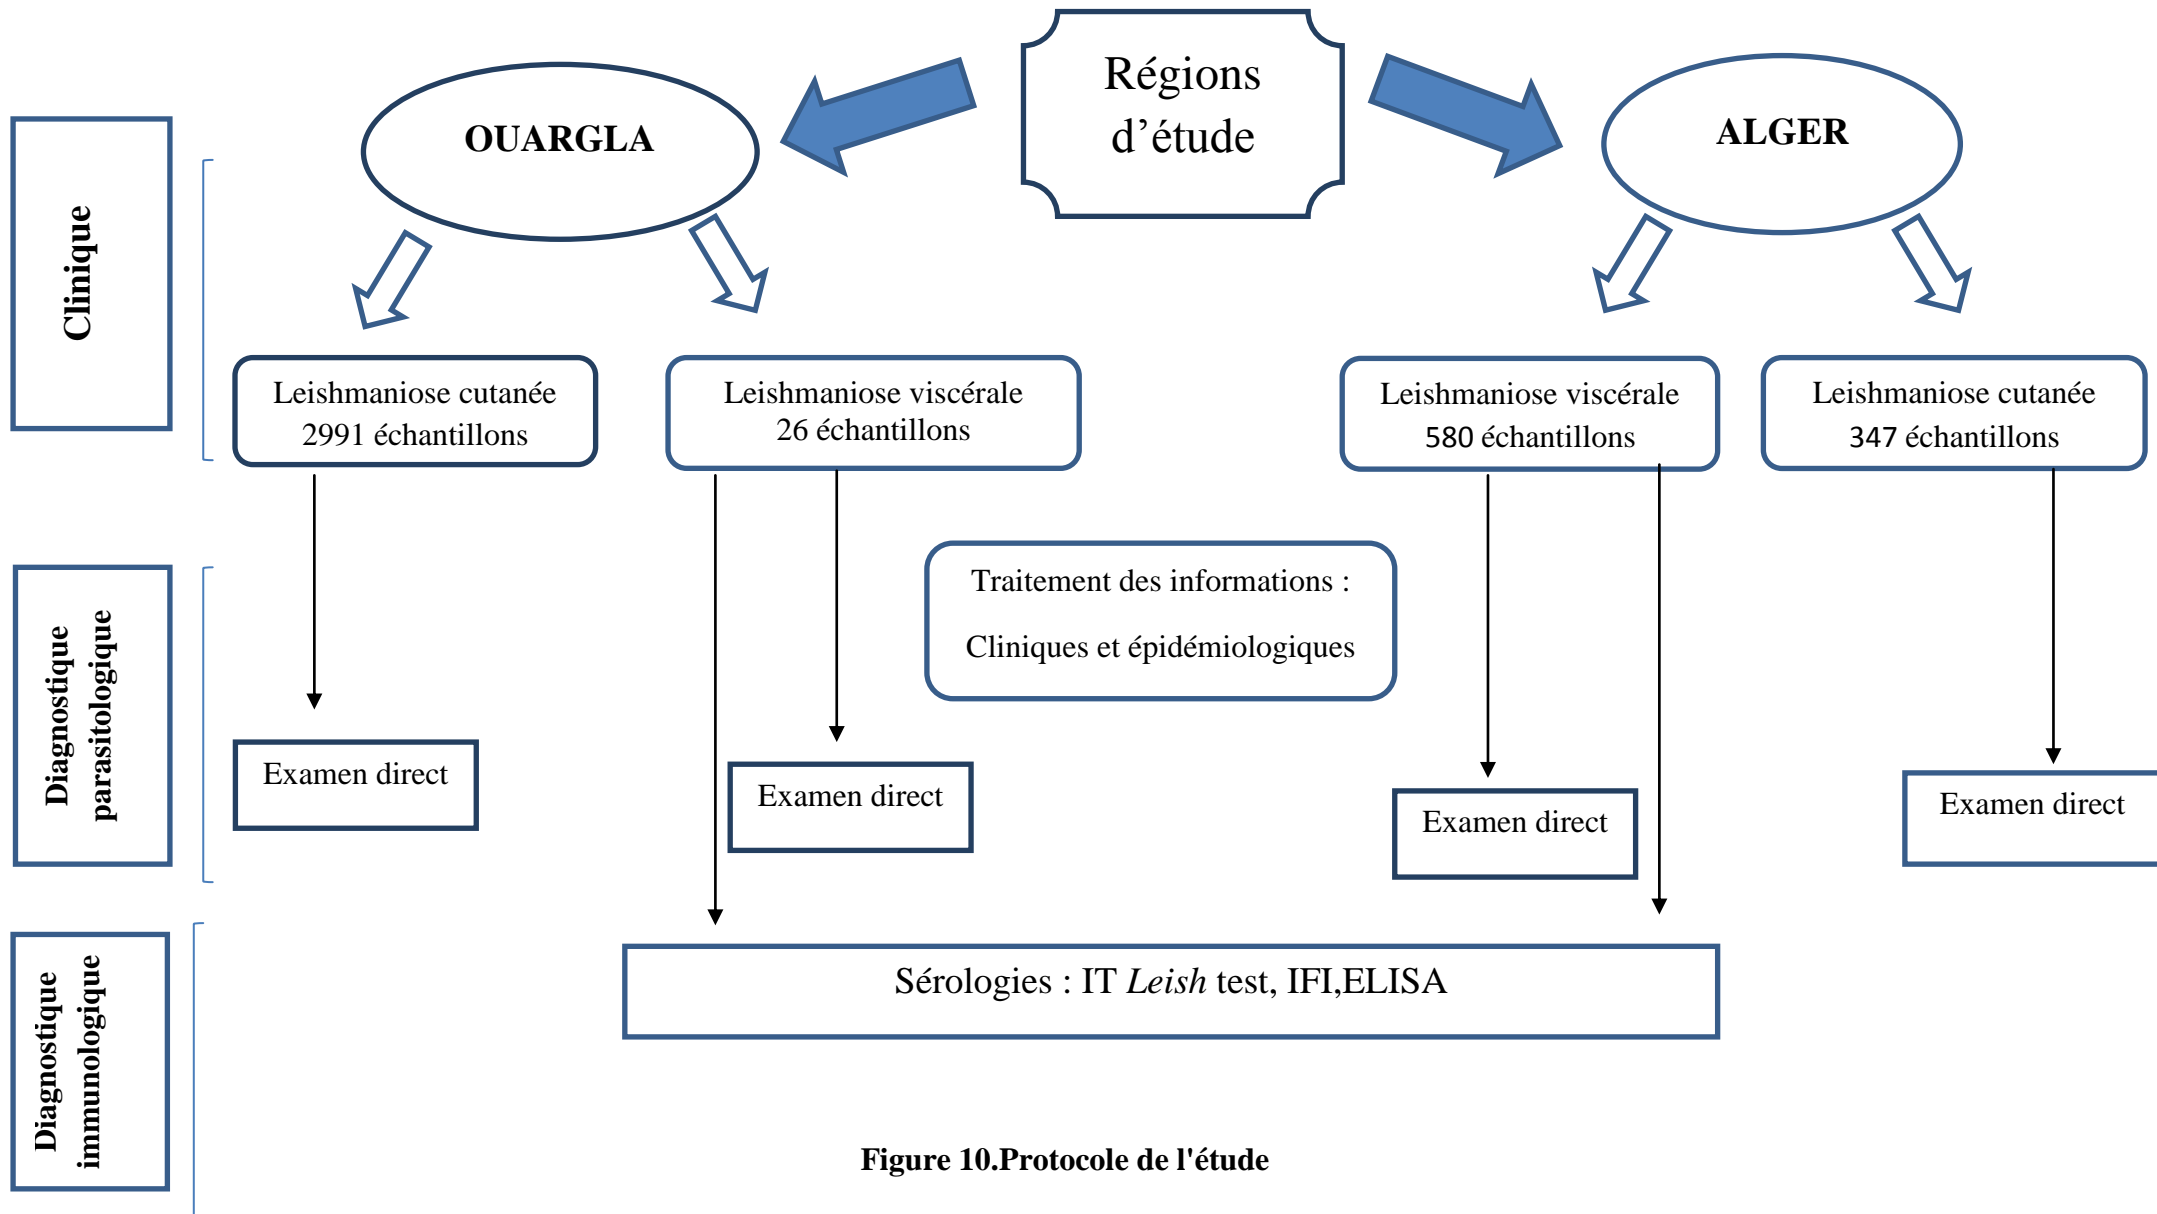 Régions
d’étude
OUARGLA
ALGER
Clinique
Leishmaniose cutanée
2991 échantillons
Leishmaniose viscérale
26 échantillons
Leishmaniose viscérale
580 échantillons
Leishmaniose cutanée
347 échantillons
Traitement des informations :
Cliniques et épidémiologiques
Diagnostique
parasitologique
Examen direct
Examen direct
Examen direct
Examen direct
Diagnostique
immunologique
Sérologies : IT Leish test, IFI,ELISA
Figure 10.Protocole de l'étude